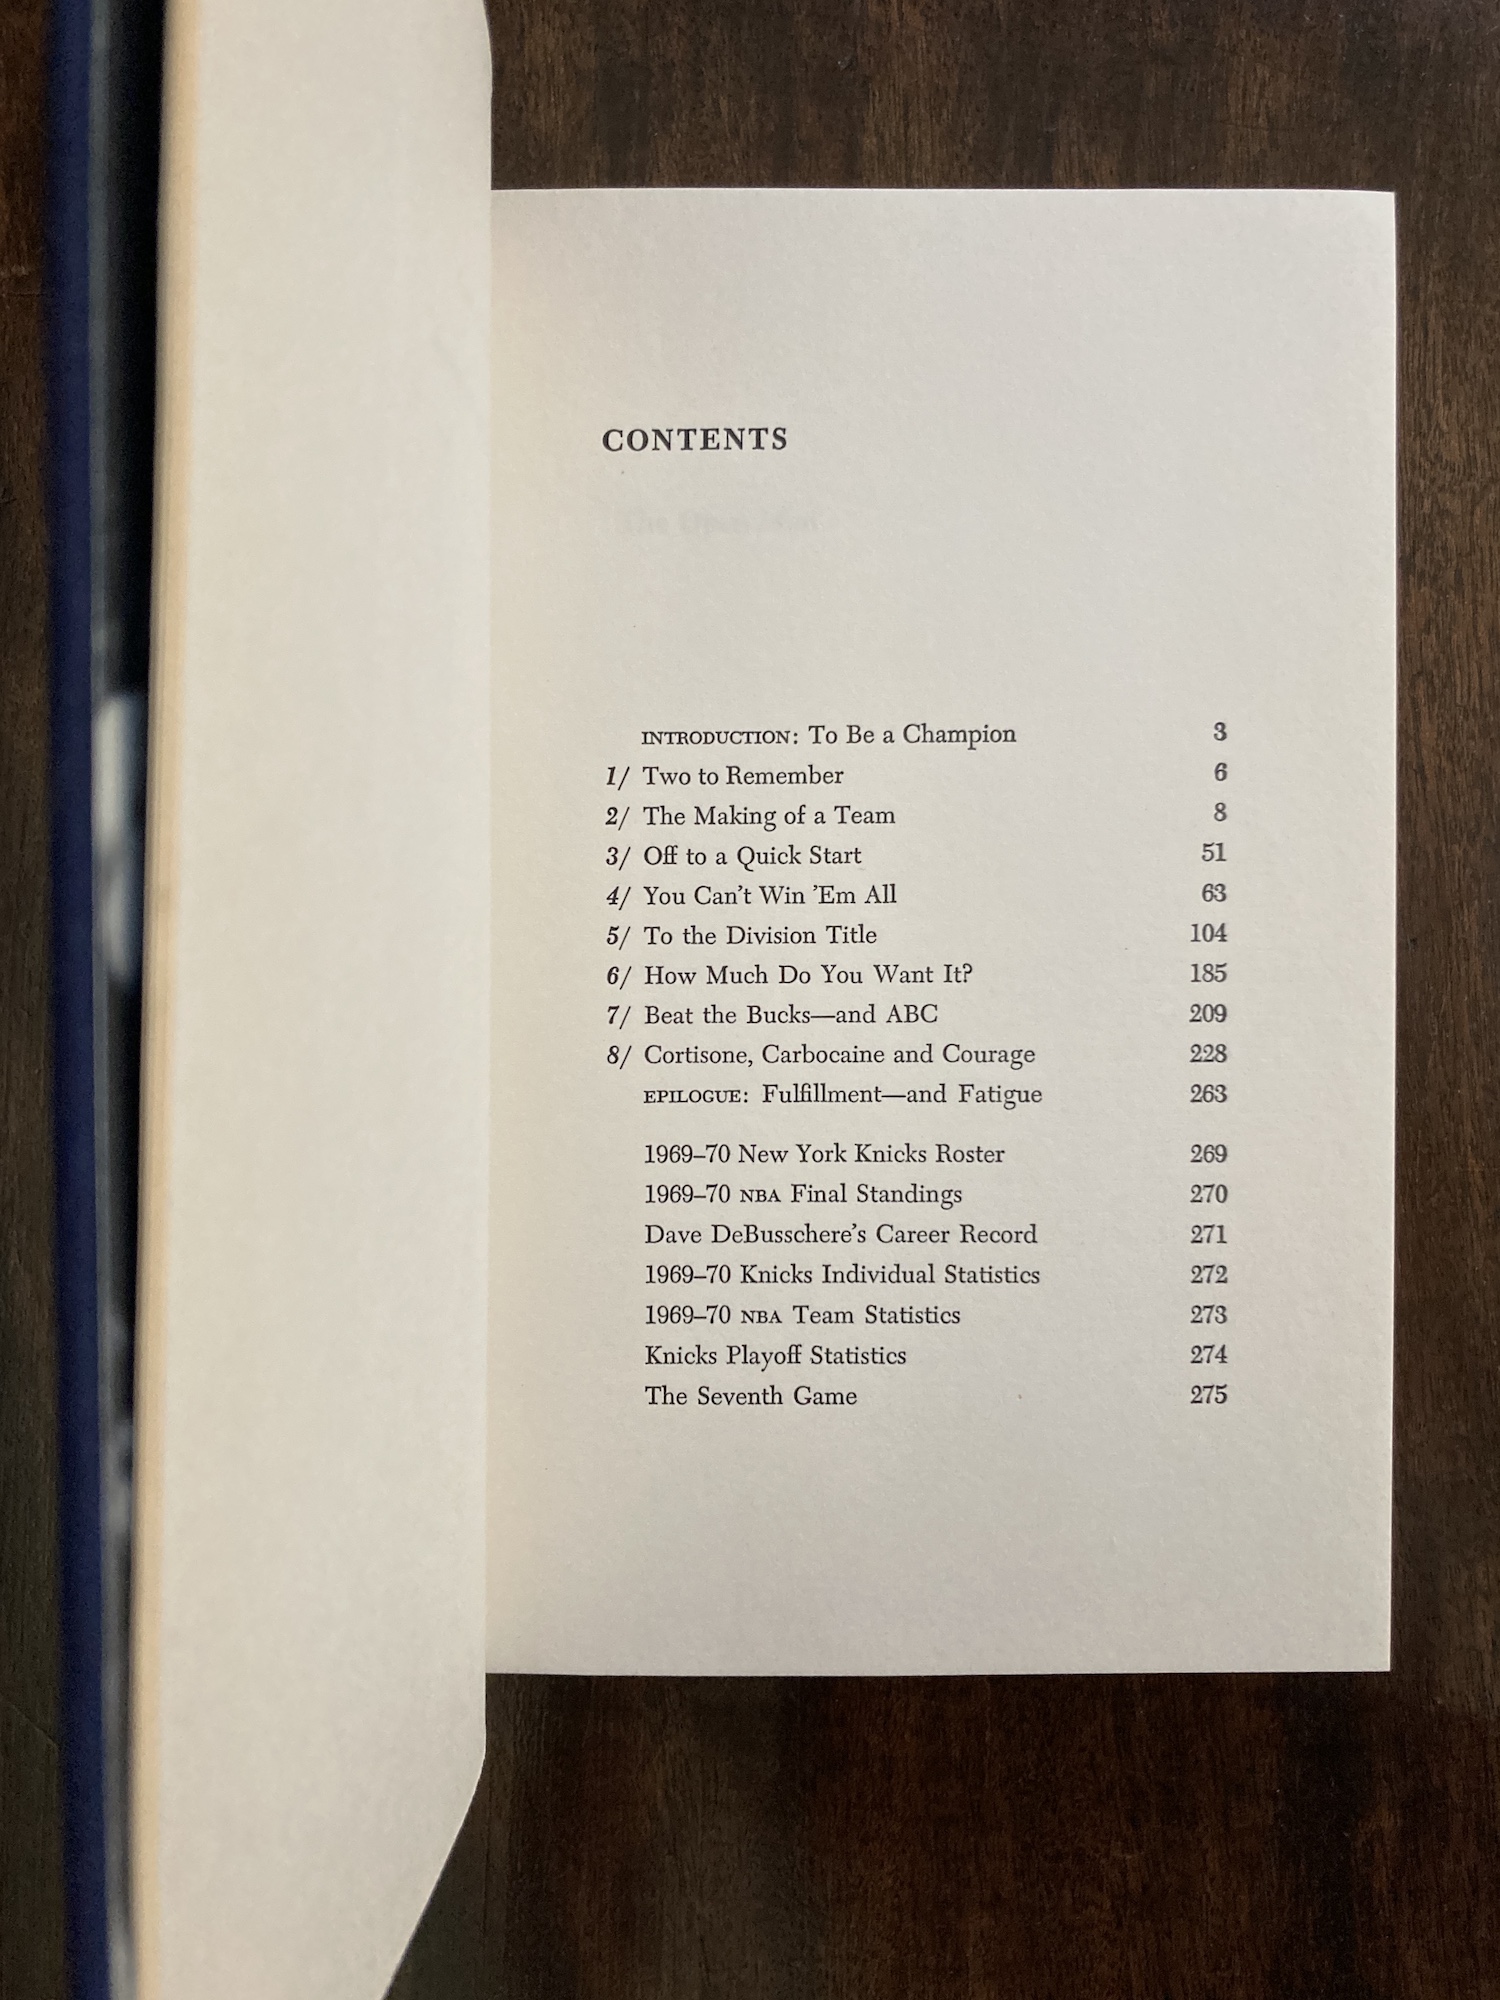 CONTENTS
INTRODUCTION: To Be a Champion 3
1/ Two to Remember 6
2/ The Making of a Team 8
3/ Off to a Quick Start 51
4/ You Can't Win 'Em All 63
5/ To the Division Title 104
6/ How Much Do You Want It? 185
7/ Beat the Bucks—and ABC 209
8/ Cortisone, Carbocaine and Courage 228
EPILOGUE: Fulfillment—and Fatigue 263
1969–70 New York Knicks Roster 269
1969–70 NBA Final Standings 270
Dave DeBusschere's Career Record 271
1969–70 Knicks Individual Statistics 272
1969–70 NBA Team Statistics 273
Knicks Playoff Statistics 274
The Seventh Game 275